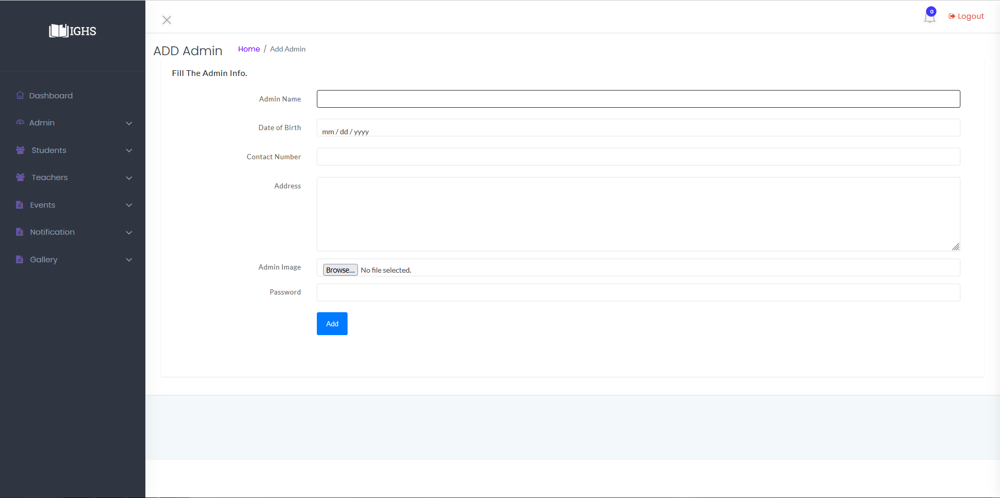 IGHS
0
Logout
ADD Admin
Home / Add Admin
Dashboard
Admin
Students
Teachers
Events
Notification
Gallery
Fill The Admin Info.
Admin Name
Date of Birth
mm / dd / yyyy
Contact Number
Address
Admin Image
Browse... No file selected.
Password
Add